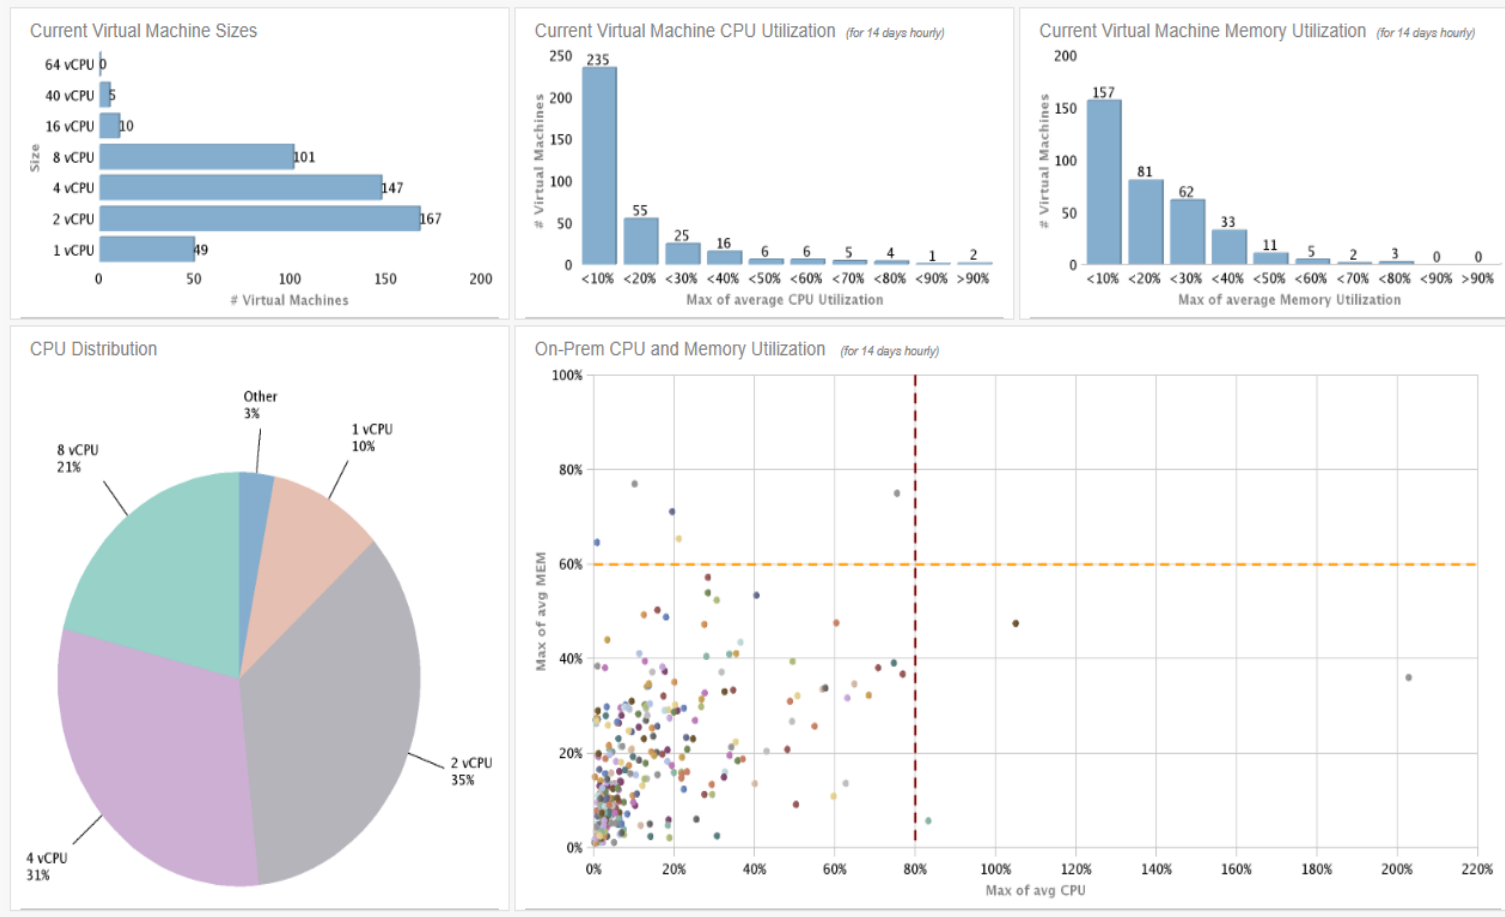 Current Virtual Machine Sizes
64 vCPU 0
40 vCPU 5
16 vCPU 10
8 vCPU 101
4 vCPU 147
2 vCPU 167
1 vCPU 49
Size
0 50 100 150 200
# Virtual Machines
Current Virtual Machine CPU Utilization (for 14 days hourly)
250
200
150
100
50
0
# Virtual Machines
235 55 25 16 6 6 5 4 1 2
<10% <20% <30% <40% <50% <60% <70% <80% <90% >90%
Max of average CPU Utilization
Current Virtual Machine Memory Utilization (for 14 days hourly)
200
150
100
50
0
# Virtual Machines
157 81 62 33 11 5 2 3 0 0
<10% <20% <30% <40% <50% <60% <70% <80% <90% >90%
Max of average Memory Utilization
CPU Distribution
Other
3%
1 vCPU
10%
8 vCPU
21%
2 vCPU
35%
4 vCPU
31%
On-Prem CPU and Memory Utilization (for 14 days hourly)
100%
80%
60%
40%
20%
0%
Max of avg MEM
0% 20% 40% 60% 80% 100% 120% 140% 160% 180% 200% 220%
Max of avg CPU